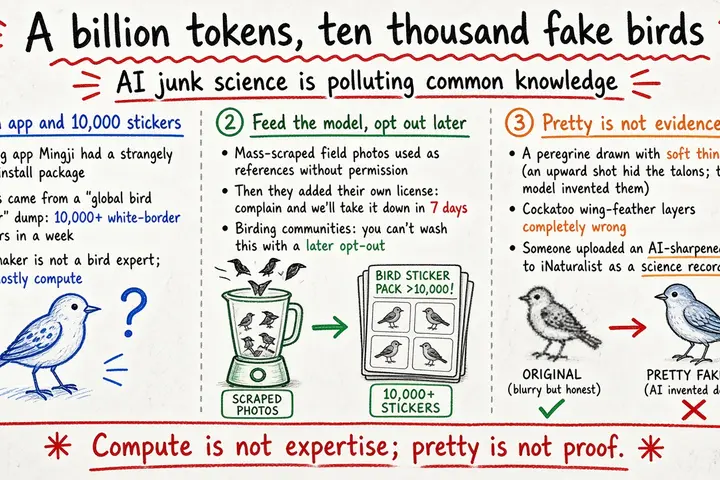 A billion tokens, ten thousand fake birds
AI junk science is polluting common knowledge
app and 10,000 stickers
app Mingji had a strangely
install package
came from a "global bird
dump: 10,000+ white-border
in a week
is not a bird expert;
compute
?
2 Feed the model, opt out later
• Mass-scraped field photos used as
references without permission
• Then they added their own license:
complain and we'll take it down in 7 days
• Birding communities: you can't wash
this with a later opt-out
BIRD STICKER
PACK >10,000!
SCRAPED
PHOTOS
10,000+
STICKERS
3 Pretty is not evidence
• A peregrine drawn with soft
(an upward shot hid the talons;
model invented them)
• Cockatoo wing-feather layers
completely wrong
• Someone uploaded an AI-sharpened
to iNaturalist as a science
ORIGINAL
(blurry but honest)
PRETTY FAKE
(AI invented
Compute is not expertise; pretty is not proof.